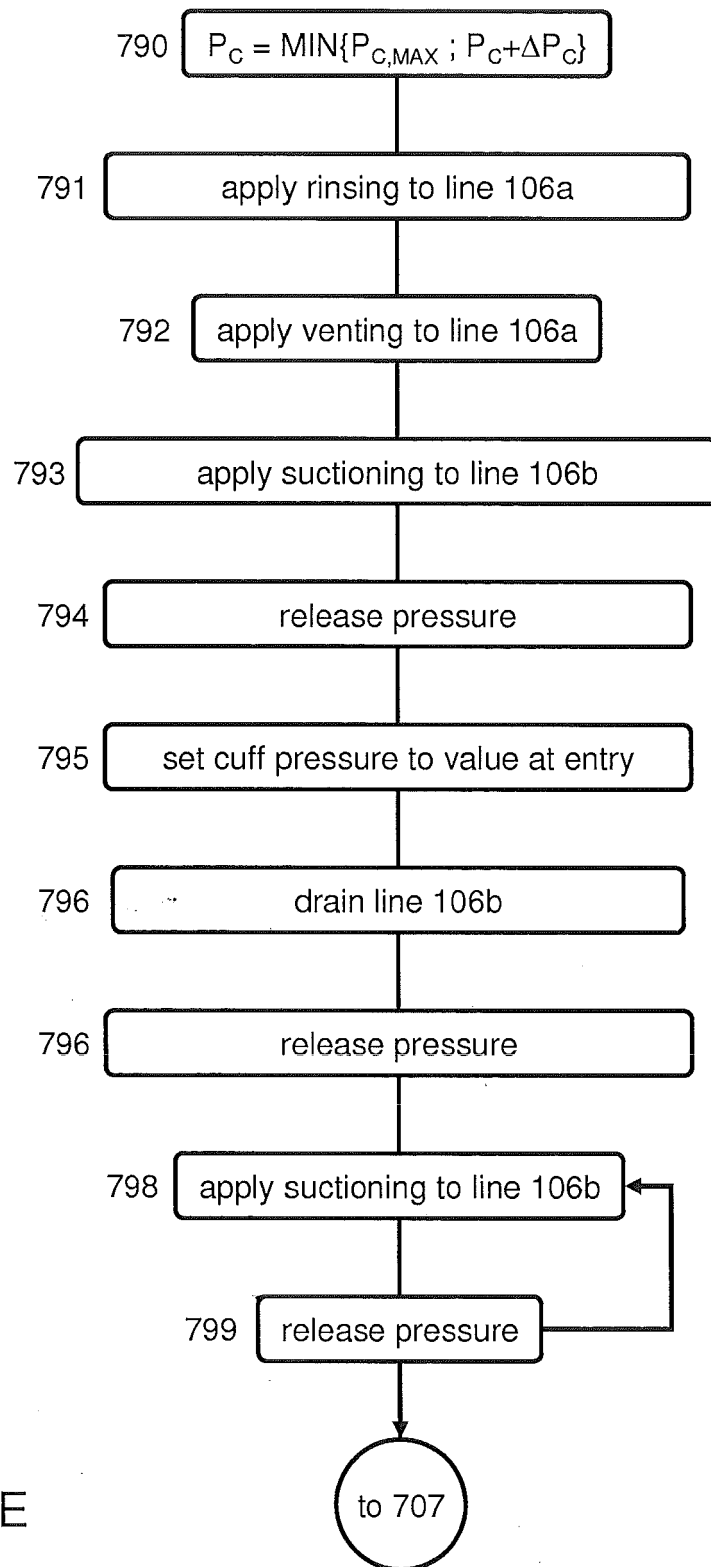 790 P_C = MIN{P_C,MAX ; P_C+ΔP_C}
791 apply rinsing to line 106a
792 apply venting to line 106a
793 apply suctioning to line 106b
794 release pressure
795 set cuff pressure to value at entry
796 drain line 106b
796 release pressure
798 apply suctioning to line 106b
799 release pressure
to 707
E